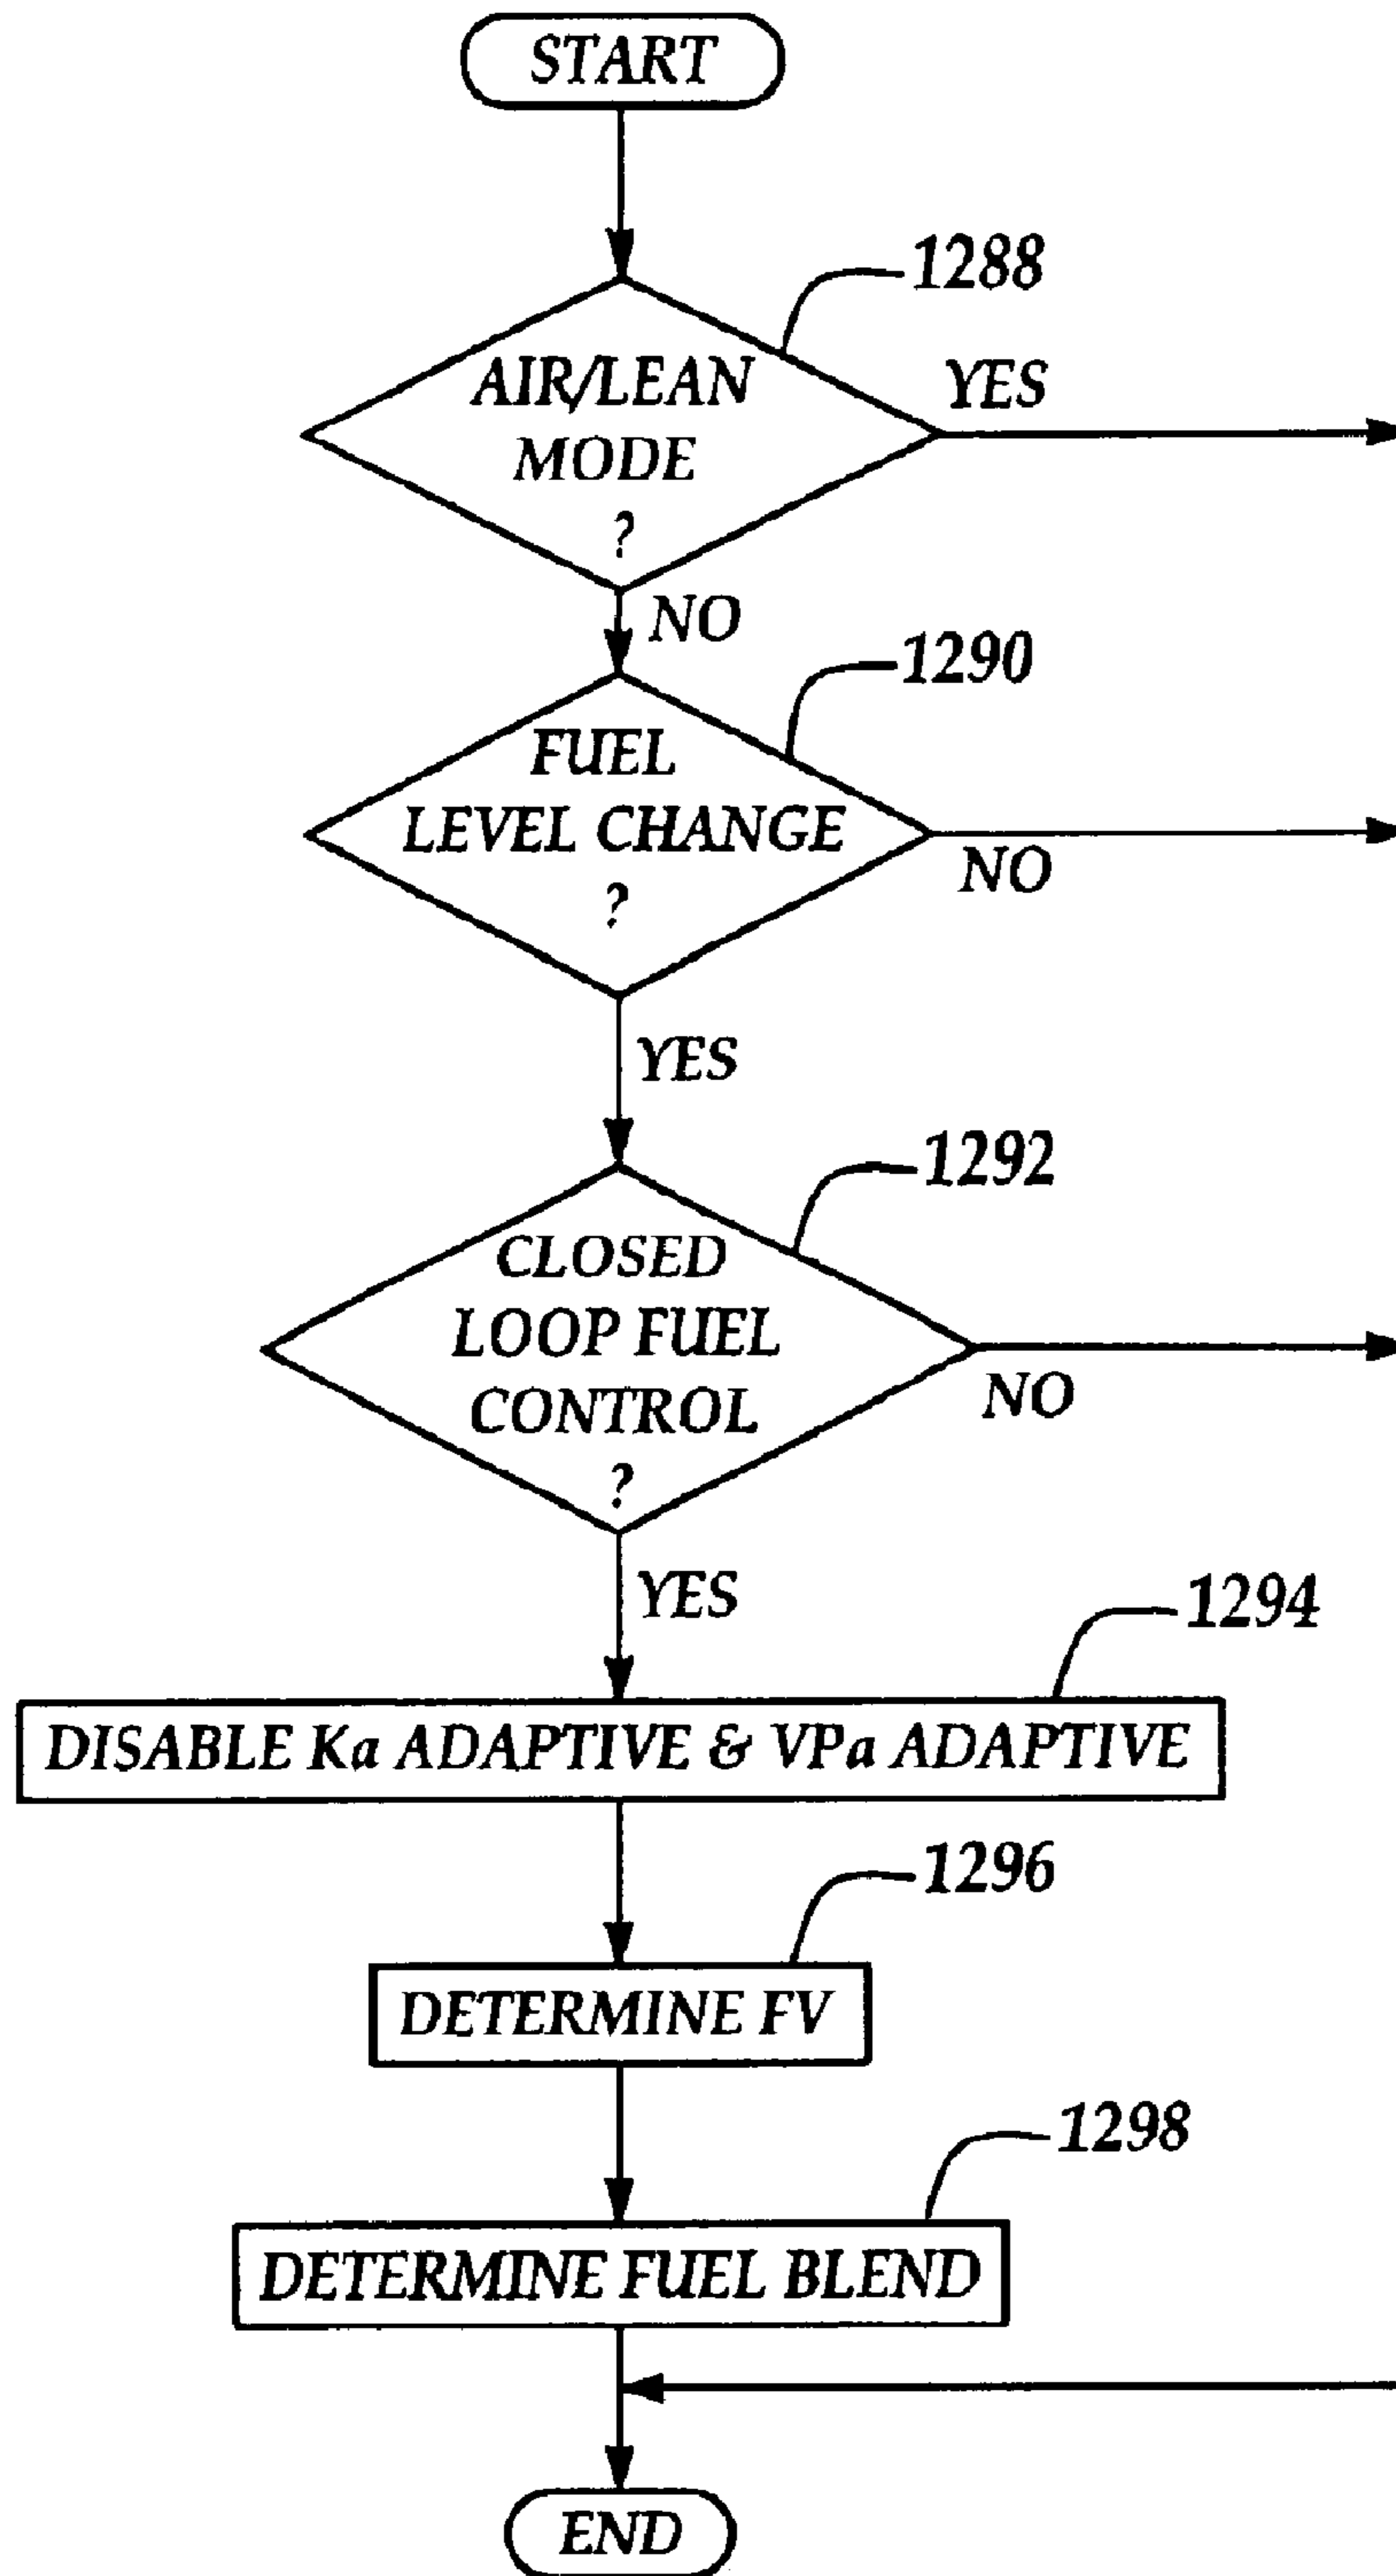 START
1288
AIR/LEAN
MODE
?
YES
NO
1290
FUEL
LEVEL CHANGE
?
NO
YES
1292
CLOSED
LOOP FUEL
CONTROL
?
NO
YES
1294
DISABLE Ka ADAPTIVE & VPa ADAPTIVE
1296
DETERMINE FV
1298
DETERMINE FUEL BLEND
END